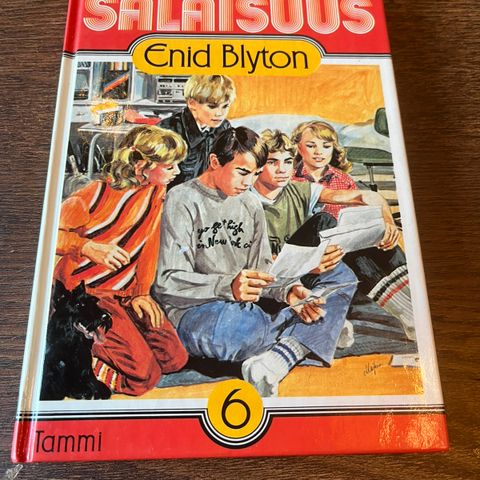 SALAISUUS
Enid Blyton
6
Tammi